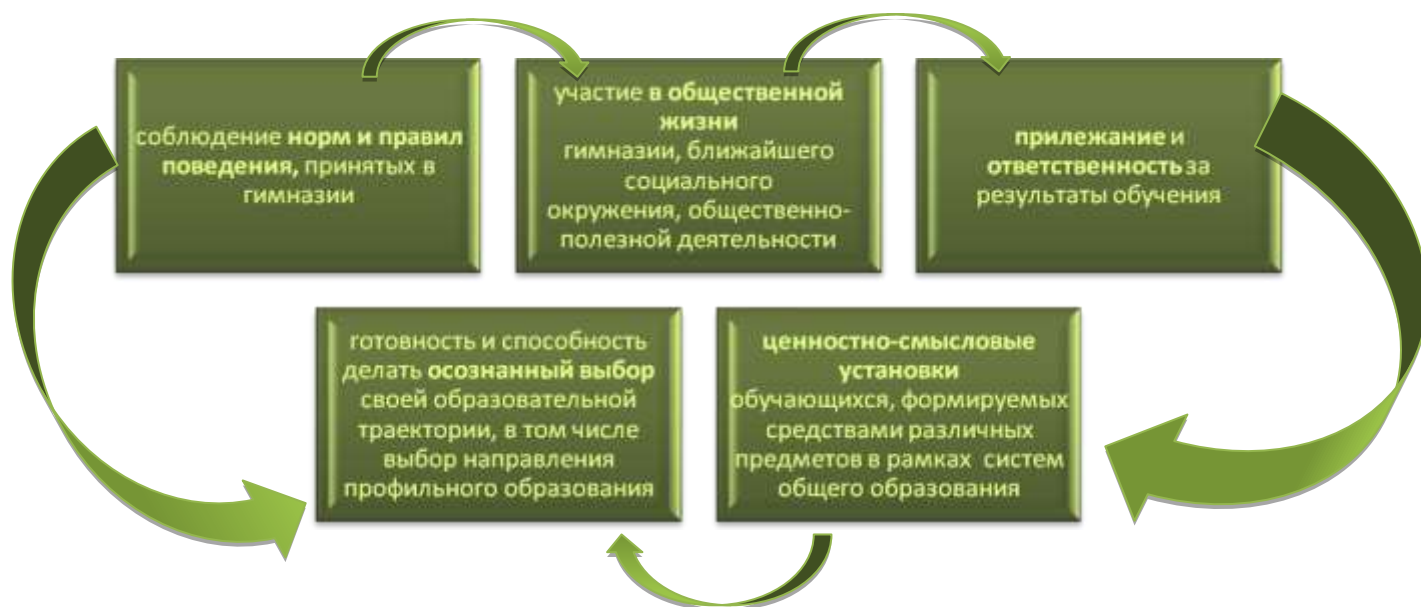 соблюдение норм и правил
поведения, принятых в
гимназии
участие в общественной
жизни
гимназии, ближайшего
социального
окружения, общественно-
полезной деятельности
прилежание и
ответственность за
результаты обучения
готовность и способность
делать осознанный выбор
своей образовательной
траектории, в том числе
выбор направления
профильного образования
ценностно-смысловые
установки
обучающихся, формируемых
средствами различных
предметов в рамках систем
общего образования